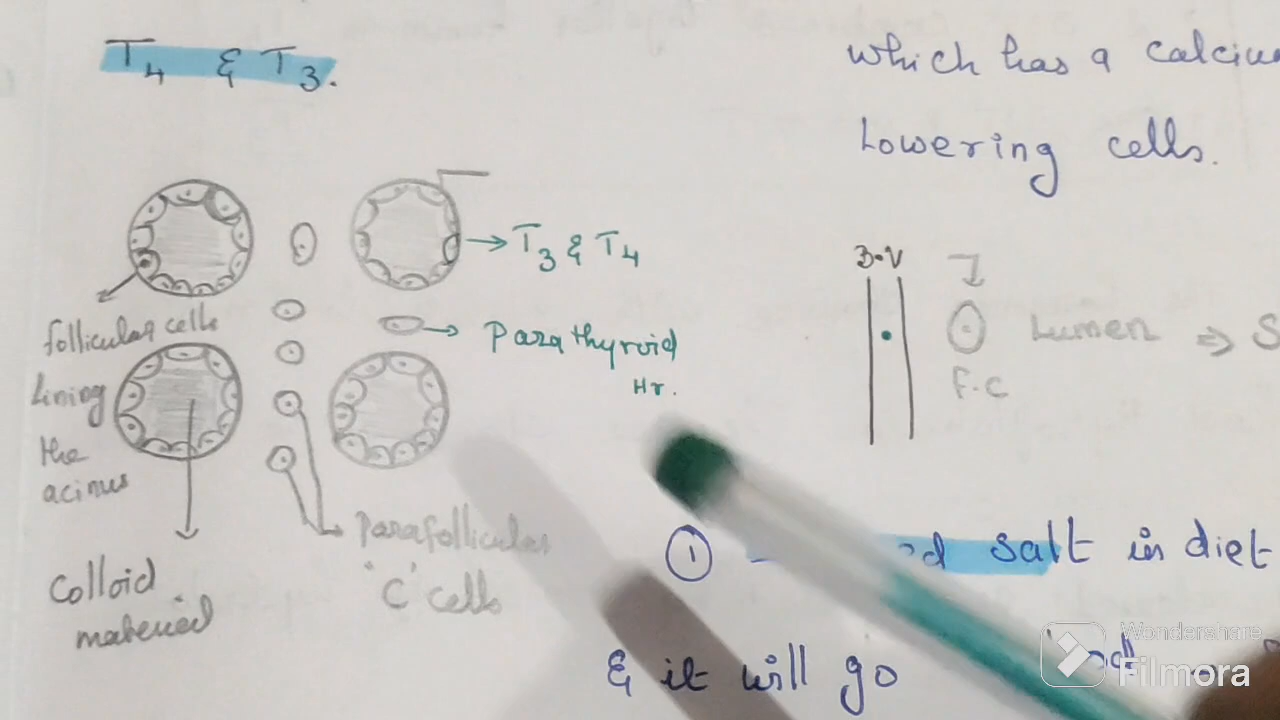 T4 & T3.
which has a calcium
Lowering cells.
T3 & T4
Parathyroid
Hr.
follicular cells
Lining
the
acinus
Colloid
material
Parafollicular
'C' cells
B.V
Lumen ⇒ S
F.C
① salt in diet
& it will go
Wondershare
Filmora